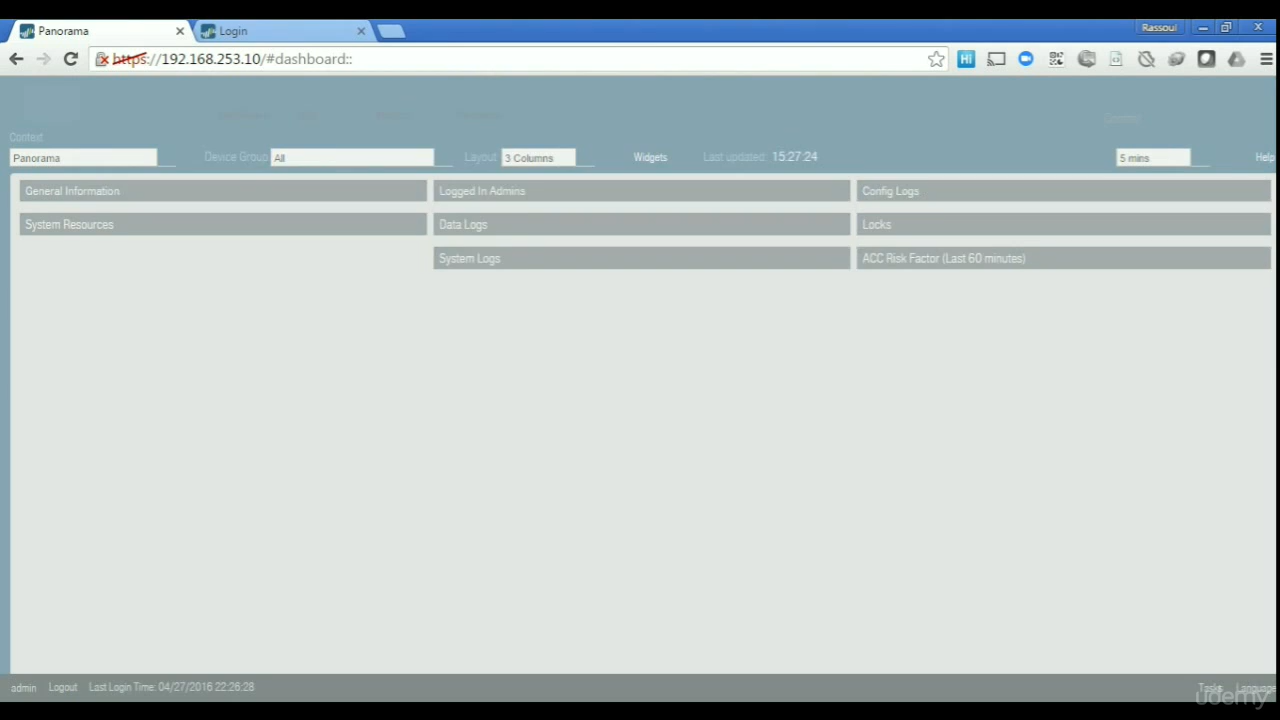 Panorama Login Rassoul
https://192.168.253.10/#dashboard:: Hi
Context
Panorama Device Group All Layout 3 Columns Widgets Last updated: 15:27:24 5 mins Help
General Information Logged In Admins Config Logs
System Resources Data Logs Locks
System Logs ACC Risk Factor (Last 60 minutes)
admin Logout Last Login Time: 04/27/2016 22:26:28 Tasks Language
udemy